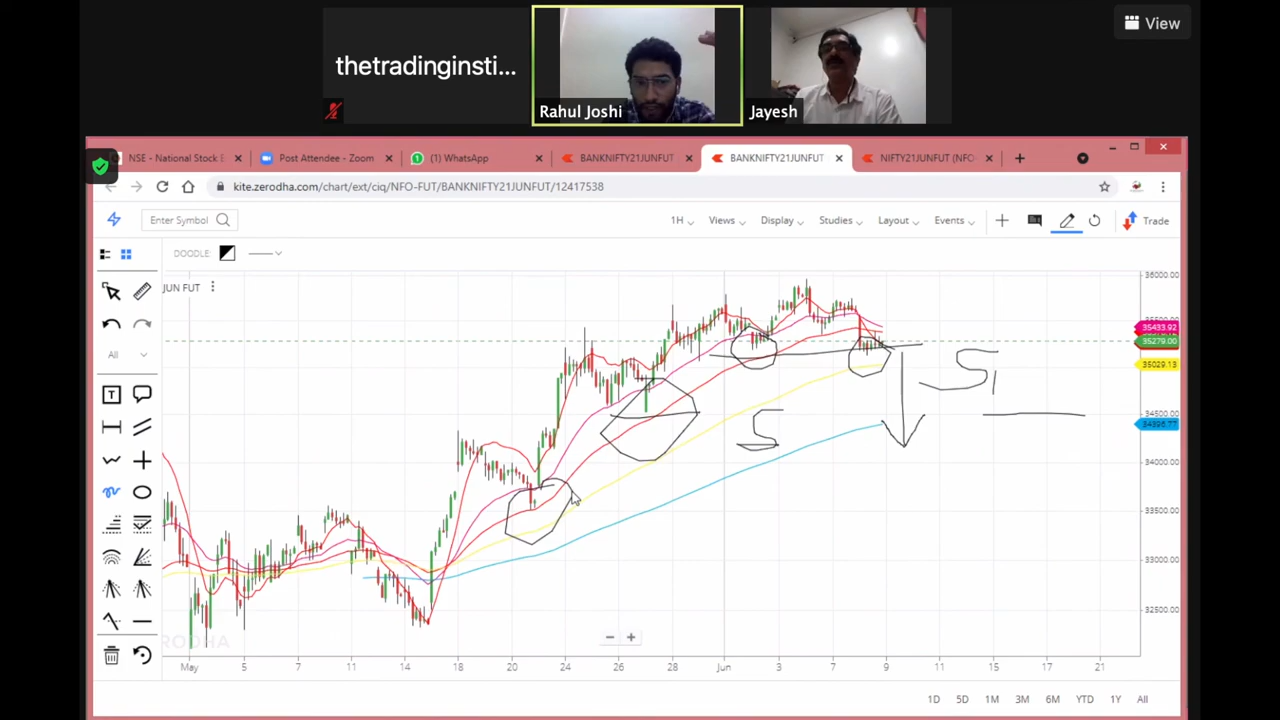 View
thetradinginsti...
Rahul Joshi
Jayesh
NSE - National Stock E
Post Attendee - Zoom
(1) WhatsApp
BANKNIFTY21JUNFUT
BANKNIFTY21JUNFUT
NIFTY21JUNFUT (NFO-
kite.zerodha.com/chart/ext/ciq/NFO-FUT/BANKNIFTY21JUNFUT/12417538
Enter Symbol
1H
Views
Display
Studies
Layout
Events
Trade
DOODLE:
JUN FUT
All
36000.00
35433.92
35279.00
35029.13
34500.00
34396.77
34000.00
33500.00
33000.00
32500.00
S
S1
May
5
7
11
14
18
20
24
26
28
Jun
3
7
9
11
15
17
21
1D
5D
1M
3M
6M
YTD
1Y
All